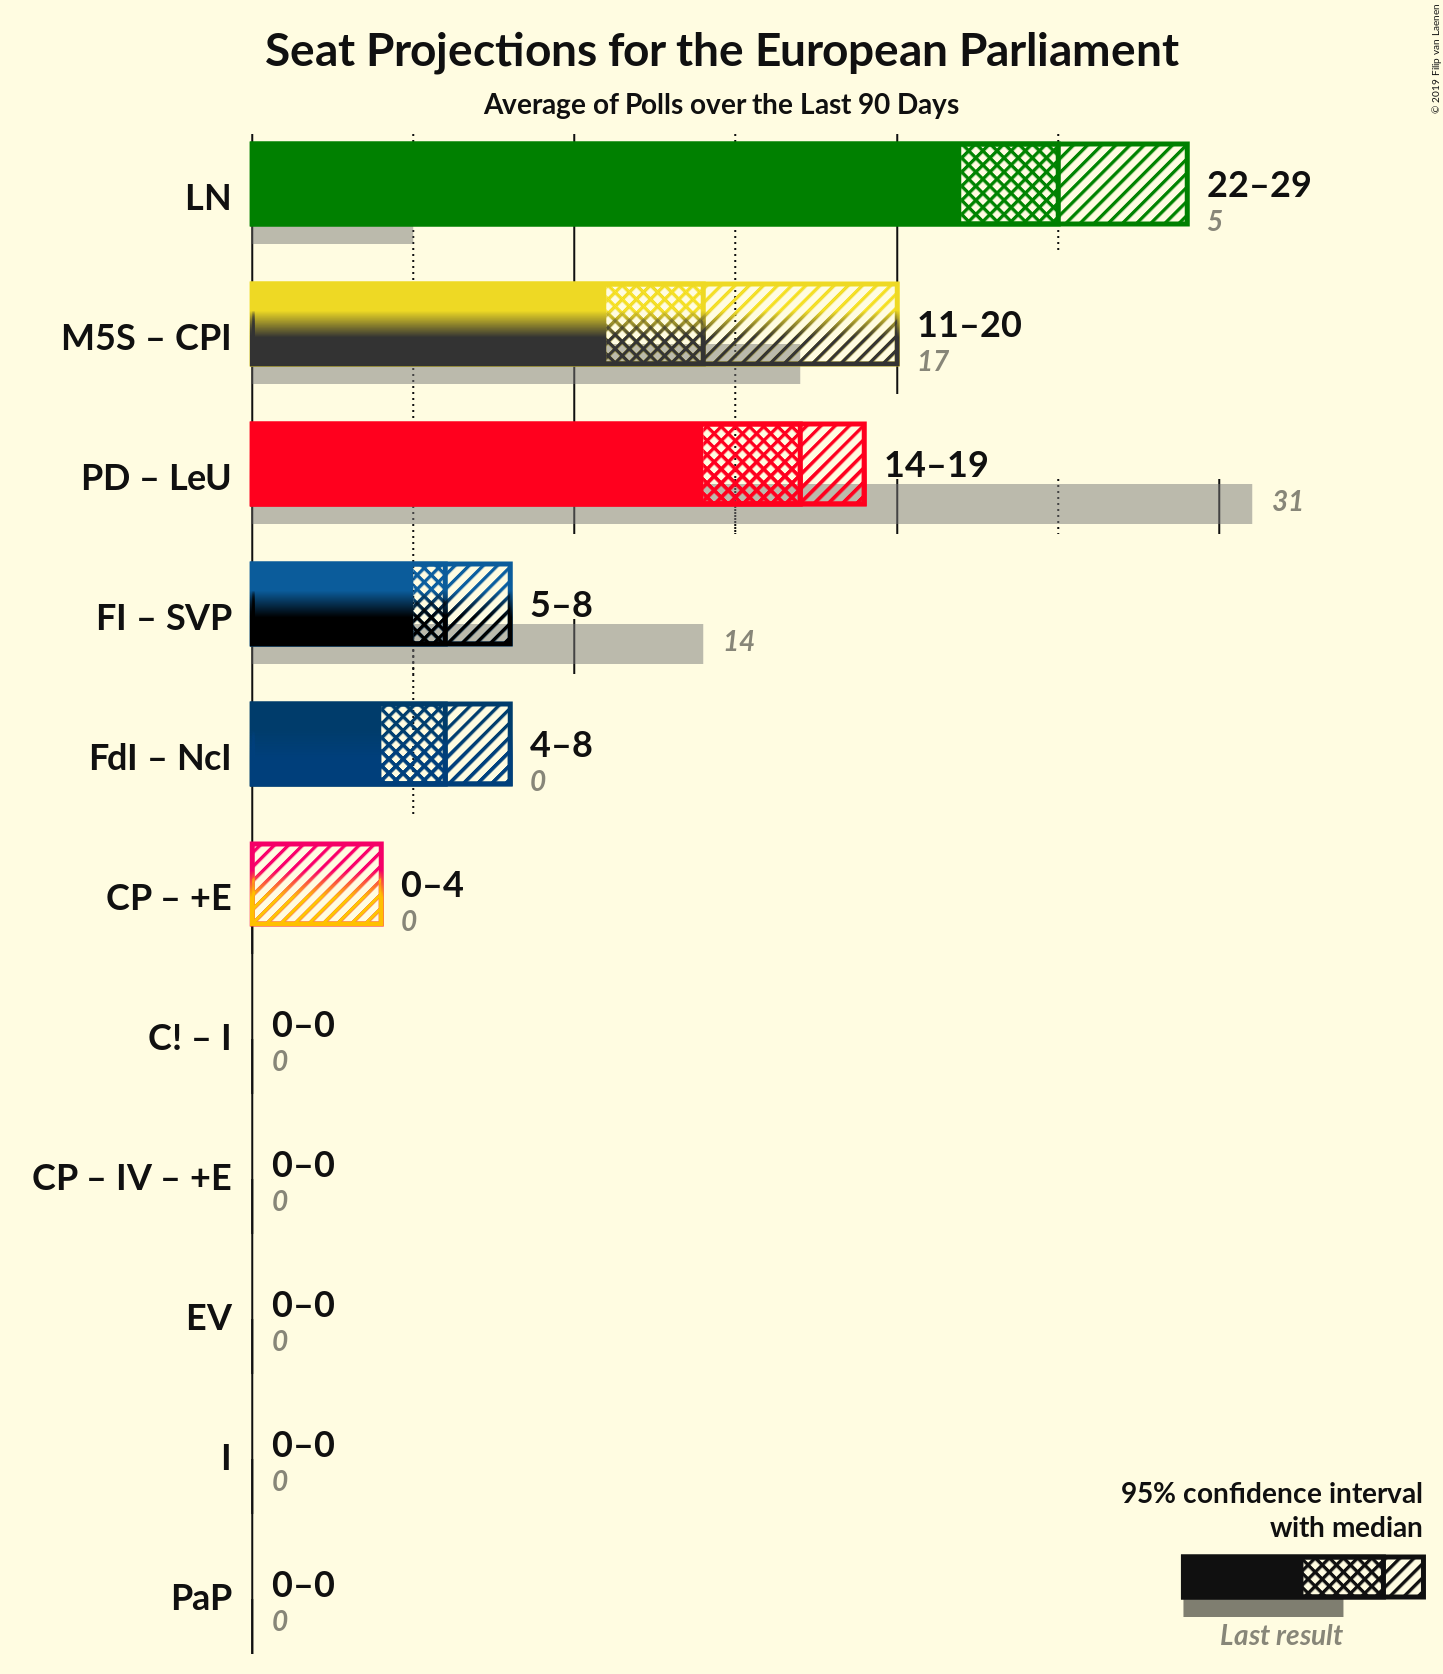 Seat Projections for the European Parliament
Average of Polls over the Last 90 Days
© 2019 Filip van Laenen
LN
22–29
5
M5S – CPI
11–20
17
PD – LeU
14–19
31
FI – SVP
5–8
14
FdI – NcI
4–8
0
CP – +E
0–4
0
C! – I
0–0
0
CP – IV – +E
0–0
0
EV
0–0
0
I
0–0
0
PaP
0–0
0
95% confidence interval
with median
Last result